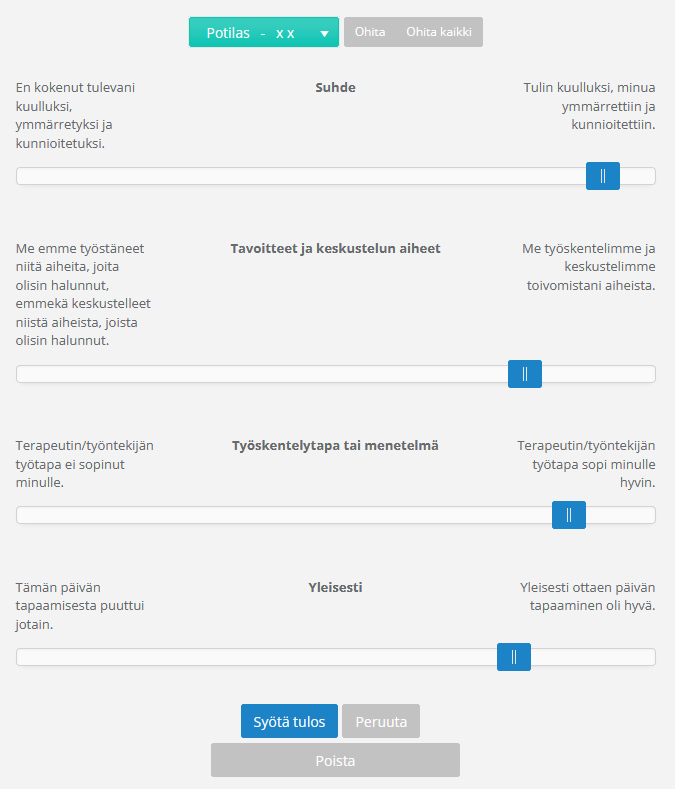 Potilas - x x
Ohita
Ohita kaikki
En kokenut tulevani
kuulluksi,
ymmärretyksi ja
kunnioitetuksi.
Suhde
Tulin kuulluksi, minua
ymmärrettiin ja
kunnioitettiin.
Me emme työstäneet
niitä aiheita, joita
olisin halunnut,
emmekä keskustelleet
niistä aiheista, joista
olisin halunnut.
Tavoitteet ja keskustelun aiheet
Me työskentelimme ja
keskustelimme
toivomistani aiheista.
Terapeutin/työntekijän
työtapa ei sopinut
minulle.
Työskentelytapa tai menetelmä
Terapeutin/työntekijän
työtapa sopi minulle
hyvin.
Tämän päivän
tapaamisesta puuttui
jotain.
Yleisesti
Yleisesti ottaen päivän
tapaaminen oli hyvä.
Syötä tulos
Peruuta
Poista